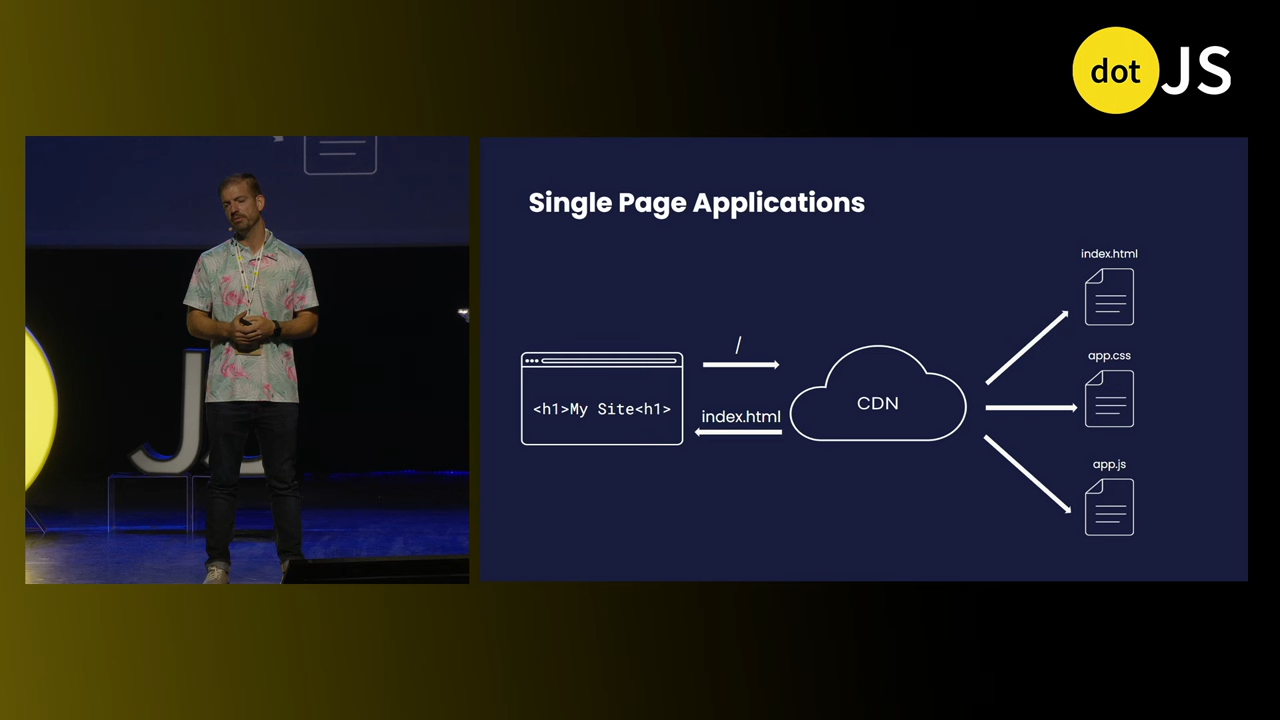 dot JS
Single Page Applications
index.html
/
app.css
<h1>My Site<h1>
index.html
CDN
app.js